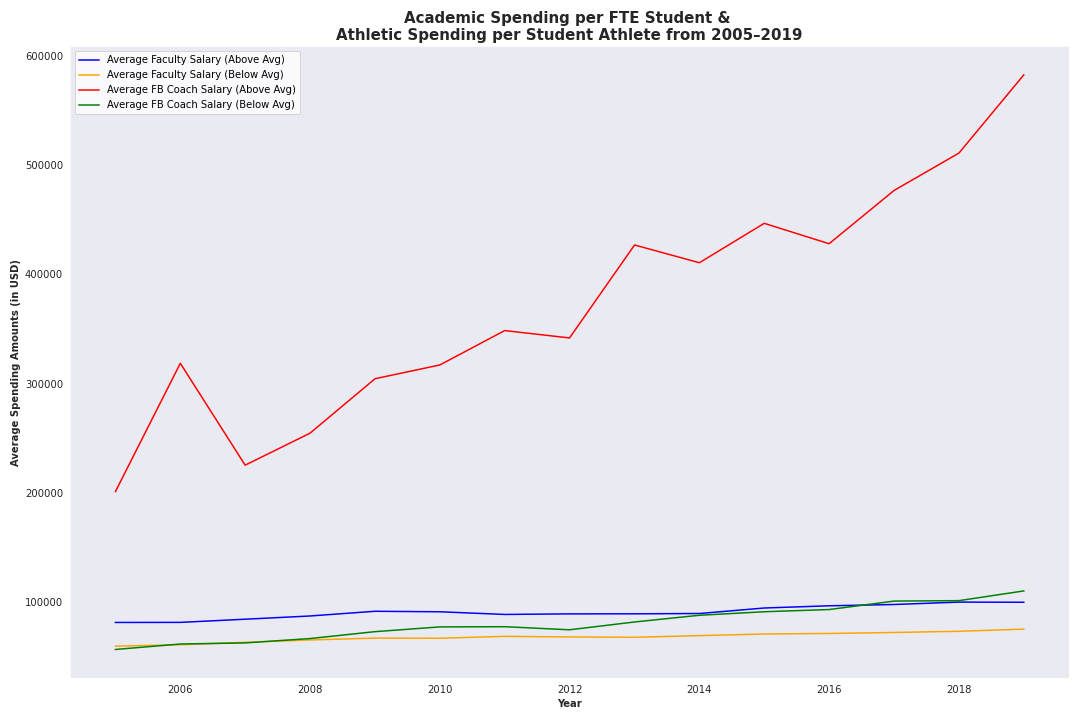 Academic Spending per FTE Student &
Athletic Spending per Student Athlete from 2005–2019
Average Faculty Salary (Above Avg)
Average Faculty Salary (Below Avg)
Average FB Coach Salary (Above Avg)
Average FB Coach Salary (Below Avg)
Average Spending Amounts (in USD)
600000
500000
400000
300000
200000
100000
2006 2008 2010 2012 2014 2016 2018
Year